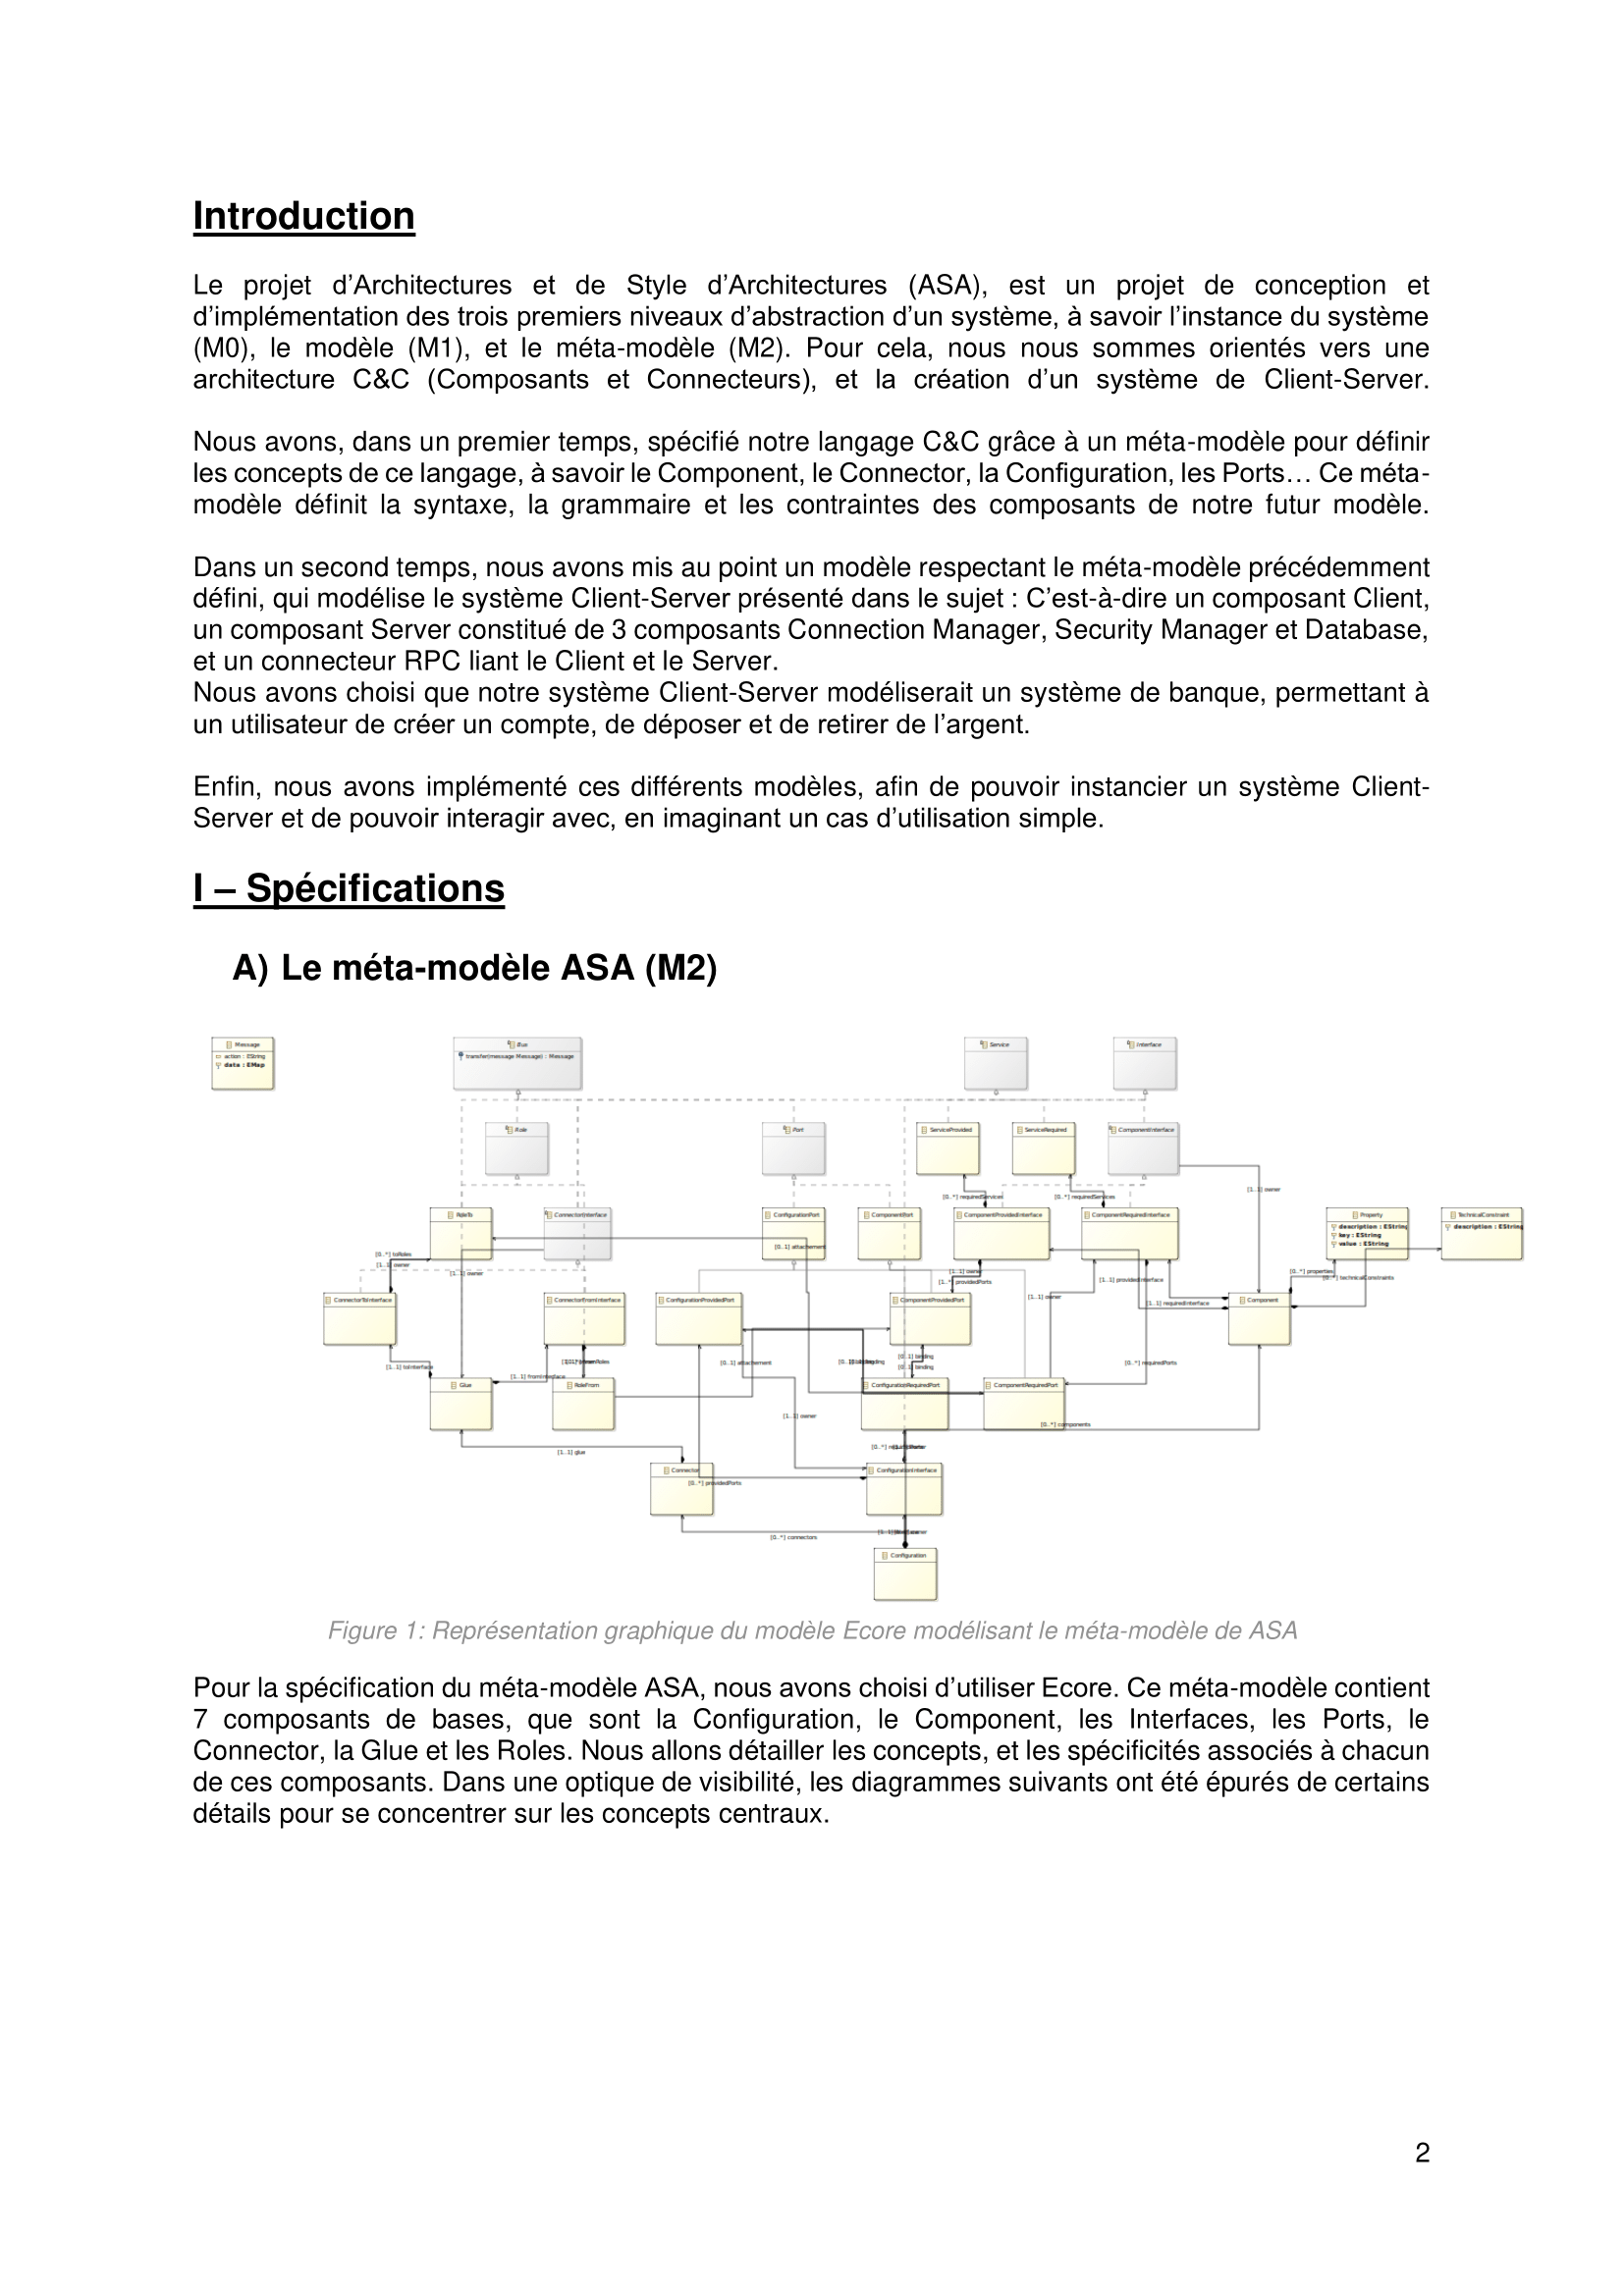 Introduction
Le projet d’Architectures et de Style d’Architectures (ASA), est un projet de conception et
d’implémentation des trois premiers niveaux d’abstraction d’un système, à savoir l’instance du système
(M0), le modèle (M1), et le méta-modèle (M2). Pour cela, nous nous sommes orientés vers une
architecture C&C (Composants et Connecteurs), et la création d’un système de Client-Server.
Nous avons, dans un premier temps, spécifié notre langage C&C grâce à un méta-modèle pour définir
les concepts de ce langage, à savoir le Component, le Connector, la Configuration, les Ports… Ce méta-
modèle définit la syntaxe, la grammaire et les contraintes des composants de notre futur modèle.
Dans un second temps, nous avons mis au point un modèle respectant le méta-modèle précédemment
défini, qui modélise le système Client-Server présenté dans le sujet : C’est-à-dire un composant Client,
un composant Server constitué de 3 composants Connection Manager, Security Manager et Database,
et un connecteur RPC liant le Client et le Server.
Nous avons choisi que notre système Client-Server modéliserait un système de banque, permettant à
un utilisateur de créer un compte, de déposer et de retirer de l’argent.
Enfin, nous avons implémenté ces différents modèles, afin de pouvoir instancier un système Client-
Server et de pouvoir interagir avec, en imaginant un cas d’utilisation simple.
I – Spécifications
A) Le méta-modèle ASA (M2)
Message
action : EString
data : EMap
Bus
transfer(message Message) : Message
Service
Interface
Role
Port
ServiceProvided
ServiceRequired
ComponentInterface
[1..1] owner
[0..*] requiredServices
[0..*] requiredServices
RoleTo
ConnectorInterface
ConfigurationPort
ComponentPort
ComponentProvidedInterface
ComponentRequiredInterface
Property
description : EString
key : EString
value : EString
TechnicalConstraint
description : EString
[0..1] attachement
[0..*] toRoles
[1..1] owner
[1..1] owner
[1..1] owner
[1..*] providedPorts
[1..1] providedInterface
[0..*] properties
[0..*] technicalConstraints
ConnectorToInterface
ConnectorFromInterface
ConfigurationProvidedPort
ComponentProvidedPort
[1..1] owner
[1..1] requiredInterface
Component
[1..1] toInterface
[0..1] attachement
[0..1] binding
[0..1] binding
[0..*] requiredPorts
[1..1] fromInterface
Glue
RoleFrom
ConfigurationRequiredPort
ComponentRequiredPort
[1..1] owner
[0..*] components
[1..1] glue
Connector
ConfigurationInterface
[0..*] providedPorts
[0..*] connectors
Configuration
Figure 1: Représentation graphique du modèle Ecore modélisant le méta-modèle de ASA
Pour la spécification du méta-modèle ASA, nous avons choisi d’utiliser Ecore. Ce méta-modèle contient
7 composants de bases, que sont la Configuration, le Component, les Interfaces, les Ports, le
Connector, la Glue et les Roles. Nous allons détailler les concepts, et les spécificités associés à chacun
de ces composants. Dans une optique de visibilité, les diagrammes suivants ont été épurés de certains
détails pour se concentrer sur les concepts centraux.
2